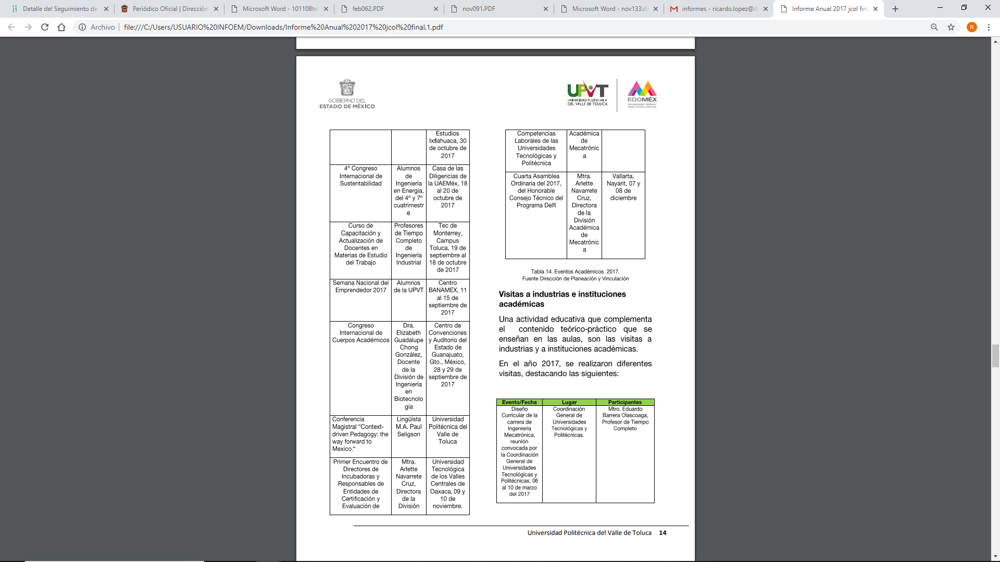 Detalle del Seguimiento de
Periódico Oficial | Dirección
Microsoft Word - 101108te
feb062.PDF
nov091.PDF
Microsoft Word - nov133.do
informes - ricardo.lopez@it
Informe Anual 2017 jcol fin
Archivo
file:///C:/Users/USUARIO%20INFOEM/Downloads/Informe%20Anual%202017%20jcol%20final.1.pdf
R
GOBIERNO DEL
ESTADO DE MÉXICO
UPVT
UNIVERSIDAD POLITÉCNICA
DEL VALLE DE TOLUCA
EDOMÉX
DECISIONES FIRMES,
RESULTADOS FUERTES.
Estudios
Ixtlahuaca, 30
de octubre de
2017
4º Congreso
Internacional de
Sustentabilidad
Alumnos
de
Ingeniería
en Energía,
del 4º y 7º
cuatrimestr
e
Casa de las
Diligencias de
la UAEMéx, 18
al 20 de
octubre de
2017
Curso de
Capacitación y
Actualización de
Docentes en
Materias de Estudio
del Trabajo
Profesores
de Tiempo
Completo
de
Ingeniería
Industrial
Tec de
Monterrey,
Campus
Toluca, 19 de
septiembre al
18 de octubre
de 2017
Semana Nacional del
Emprendedor 2017
Alumnos
de la UPVT
Centro
BANAMEX, 11
al 15 de
septiembre de
2017
Congreso
Internacional de
Cuerpos Académicos
Dra.
Elizabeth
Guadalupe
Chong
González,
Docente
de la
División de
Ingeniería
en
Biotecnolo
gía
Centro de
Convenciones
y Auditorio del
Estado de
Guanajuato,
Gto., México,
28 y 29 de
septiembre de
2017
Conferencia
Magistral “Context-
driven Pedagogy: the
way forward to
Mexico.“
Lingüísta
M.A. Paul
Seligson
Universidad
Politécnica del
Valle de
Toluca
Primer Encuentro de
Directores de
Incubadoras y
Responsables de
Entidades de
Certificación y
Evaluación de
Mtra.
Arlette
Navarrete
Cruz,
Directora
de la
División
Universidad
Tecnológica
de los Valles
Centrales de
Oaxaca, 09 y
10 de
noviembre.
Competencias
Laborales de las
Universidades
Tecnológicas y
Politécnica
Académica
de
Mecatrónic
a
Cuarta Asamblea
Ordinaria del 2017,
del Honorable
Consejo Técnico del
Programa Delfí
Mtra.
Arlette
Navarrete
Cruz,
Directora
de la
División
Académica
de
Mecatrónic
a
Vallarta,
Nayarit, 07 y
08 de
diciembre
Tabla 14. Eventos Académicos 2017.
Fuente Dirección de Planeación y Vinculación
Visitas a industrias e instituciones
académicas
Una actividad educativa que complementa
el contenido teórico-práctico que se
enseñan en las aulas, son las visitas a
industrias y a instituciones académicas.
En el año 2017, se realizaron diferentes
visitas, destacando las siguientes:
Evento/Fecha Lugar Participantes
Diseño
Curricular de la
carrera de
Ingeniería
Mecatrónica,
reunión
convocada por
la Coordinación
General de
Universidades
Tecnológicas y
Politécnicas, 06
al 10 de marzo
del 2017
Coordinación
General de
Universidades
Tecnológicas y
Politécnicas.
Mtro. Eduardo
Barrera Olascoaga,
Profesor de Tiempo
Completo
Universidad Politécnica del Valle de Toluca 14